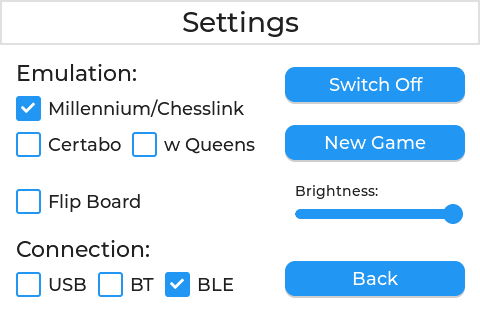 Settings
Emulation:
Millennium/Chesslink
Certabo
w Queens
Flip Board
Connection:
USB
BT
BLE
Switch Off
New Game
Brightness:
Back